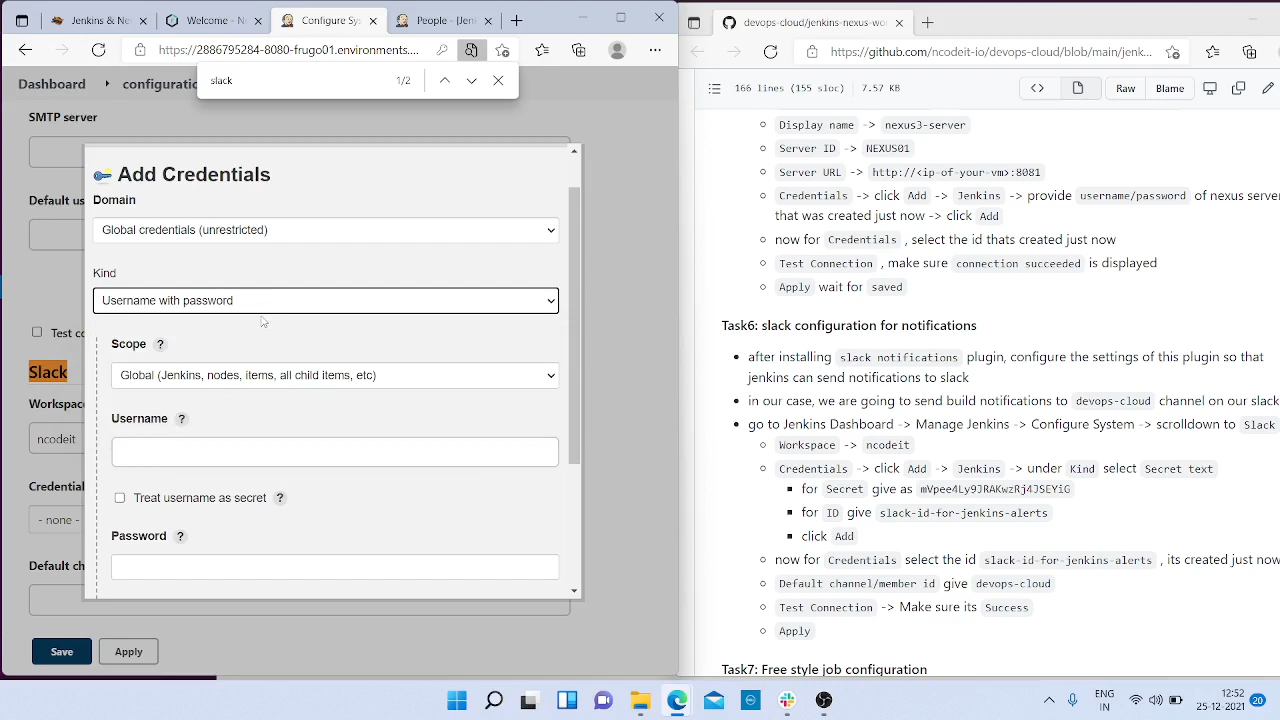 Jenkins & Ne
Welcome - N
Configure Sy
People - [Jen
devops-cloud/jenkins-nexus-wo
https://2886795284-8080-frugo01.environments....
https://github.com/ncodeit-io/devops-cloud/blob/main/jenk...
slack
1/2
Dashboard
configuratio
166 lines (155 sloc) 7.57 KB
Raw
Blame
SMTP server
Default us
Test co
Slack
Workspac
ncodeit
Credential
- none -
Default ch
Save
Apply
Add Credentials
Domain
Global credentials (unrestricted)
Kind
Username with password
Scope ?
Global (Jenkins, nodes, items, all child items, etc)
Username ?
Treat username as secret ?
Password ?
Display name -> nexus3-server
Server ID -> NEXUS01
Server URL -> http://<ip-of-your-vm>:8081
Credentials -> click Add -> Jenkins -> provide username/password of nexus server
that was created just now -> click Add
now for Credentials , select the id thats created just now
Test Connection , make sure connection succeeded is displayed
Apply wait for saved
Task6: slack configuration for notifications
after installing slack notifications plugin, configure the settings of this plugin so that
jenkins can send notifications to slack
in our case, we are going to send build notifications to devops-cloud channel on our slack
go to Jenkins Dashboard -> Manage Jenkins -> Configure System -> scrolldown to Slack
Workspace -> ncodeit
Credentials -> click Add -> Jenkins -> under Kind select Secret text
for Secret give as mVpee4Ly9JRAKwzRj4JSEYiG
for ID give slack-id-for-jenkins-alerts
click Add
now for Credentials select the id slack-id-for-jenkins-alerts , its created just now
Default channel/member id give devops-cloud
Test Connection -> Make sure its Success
Apply
Task7: Free style job configuration
ENG
IN
12:52
25-12-2021
20